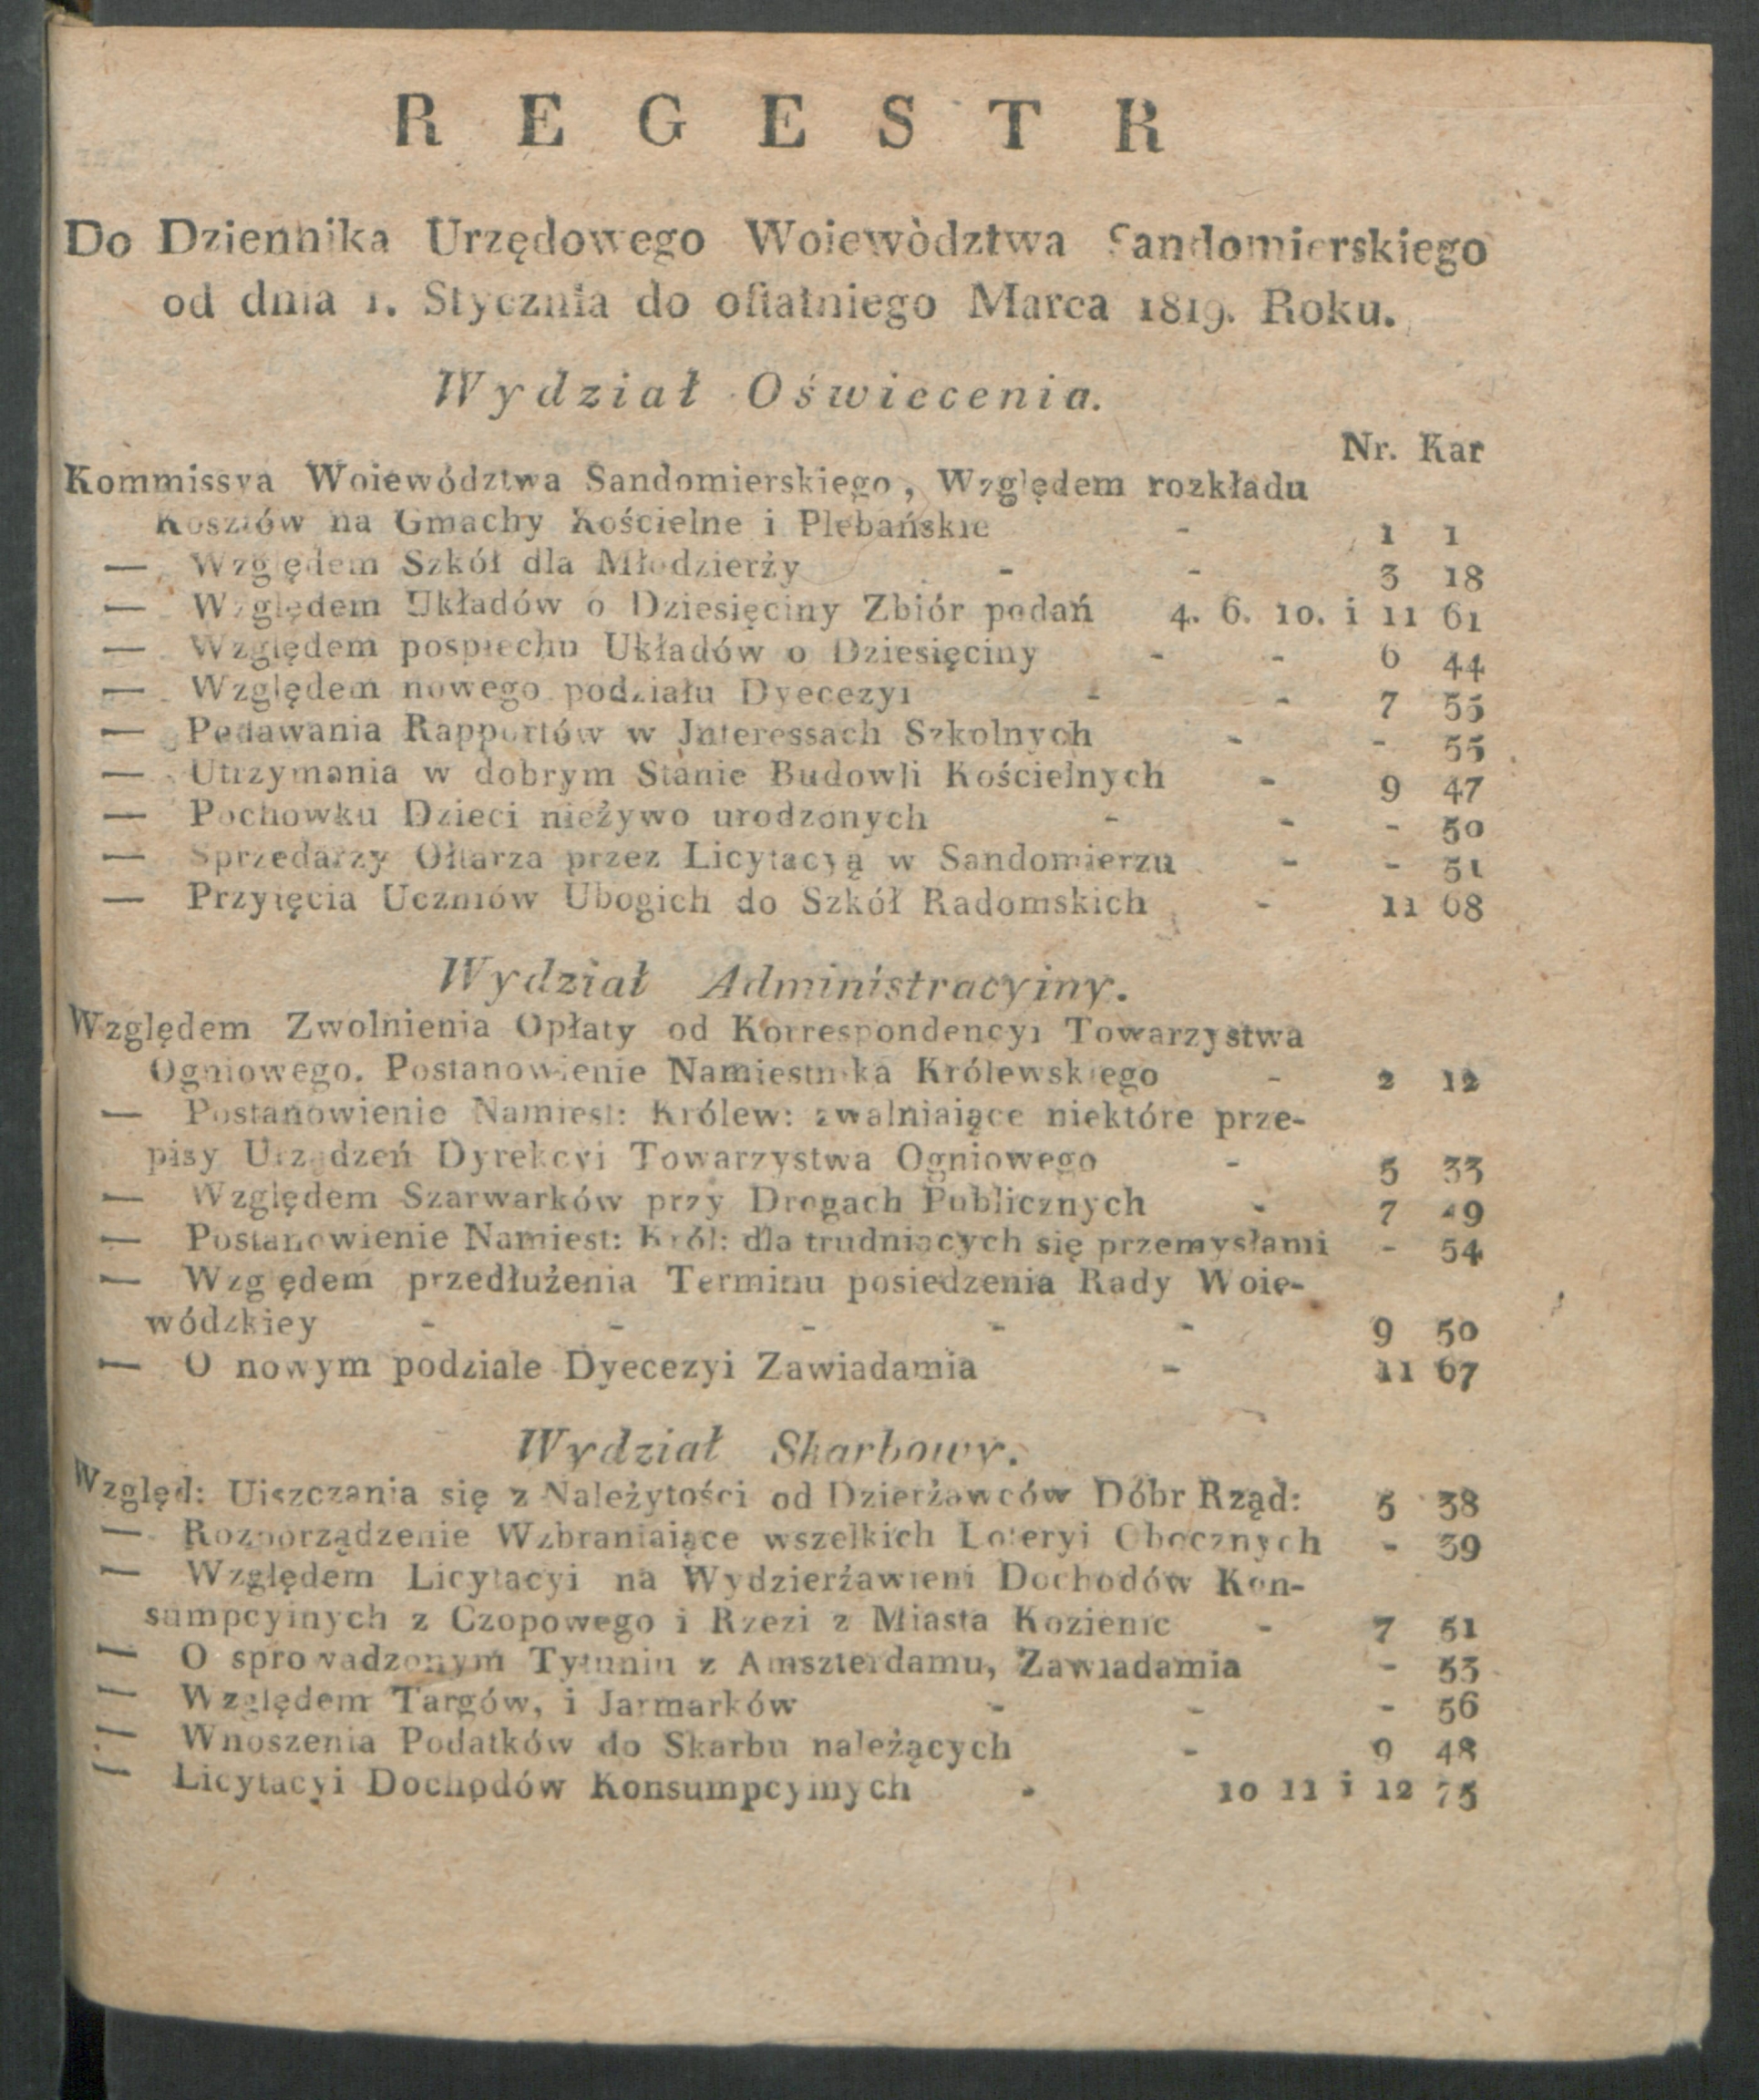 REGESTR
Do Dziennika Urzędowego Woiewòdztwa Sandomierskiego
od dnia 1. Stycznia do oſtatniego Marca 1819. Roku.
Wydział Oświecenia.
Nr. Kar
Kommissya Woiewództwa Sandomierskiego, Względem rozkładu
Kosztów na Gmachy Kościelne i Plebańskie - 1 1
— Względem Szkół dla Młodzierży - - 3 18
— Względem Układów o Dziesięciny Zbiór podań 4. 6. 10. i 11 61
— Względem pospiechu Układów o Dziesięciny - - 6 44
— Względem nowego podziału Dyecezyi - - 7 55
— Podawania Rapportów w Jnteressach Szkolnych - - 55
— Utrzymania w dobrym Stanie Budowli Kościelnych - 9 47
— Pochowku Dzieci nieżywo urodzonych - - - 50
— Sprzedarzy Ołtarza przez Licytacyą w Sandomierzu - - 51
— Przyięcia Uczniów Ubogich do Szkół Radomskich - 11 68
Wydział Administracyiny.
Względem Zwolnienia Opłaty od Korrespondencyi Towarzystwa
Ogniowego. Postanowienie Namiestnika Królewskiego - 2 12
— Postanowienie Namiest: Królew: zwalniaiące niektóre prze-
pisy Urządzeń Dyrekcyi Towarzystwa Ogniowego - 5 33
— Względem Szarwarków przy Drogach Publicznych - 7 49
— Postanowienie Namiest: Król: dla trudniących się przemysłami - 54
— Względem przedłużenia Terminu posiedzenia Rady Woie-
wódzkiey - - - - - 9 50
— O nowym podziale Dyecezyi Zawiadamia - 11 67
Wydział Skarbowy.
Względ: Uiszczania się z Należytości od Dzierżawców Dóbr Rząd: 5 38
— Rozporządzenie Wzbraniaiące wszelkich Loteryi Obocznych - 39
— Względem Licytacyi na Wydzierżawieni Dochodów Kon-
sumpcyinych z Czopowego i Rzezi z Miasta Kozienic - 7 51
— O sprowadzonym Tytuniu z Amszterdamu, Zawiadamia - 53
— Względem Targów, i Jarmarków - - - 56
— Wnoszenia Podatków do Skarbu należących - 9 48
— Licytacyi Dochodów Konsumpcyinych - 10 11 i 12 75